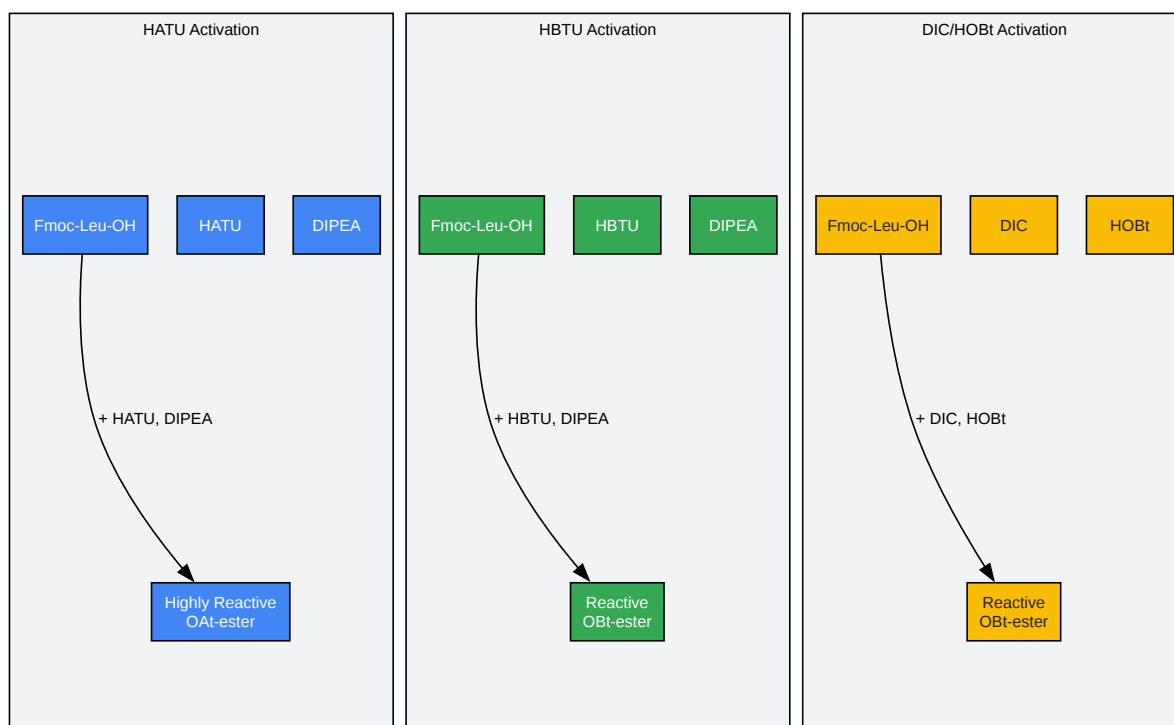 HATU Activation
Fmoc-Leu-OH
HATU
DIPEA
+ HATU, DIPEA
Highly Reactive
OAt-ester
HBTU Activation
Fmoc-Leu-OH
HBTU
DIPEA
+ HBTU, DIPEA
Reactive
OBt-ester
DIC/HOBt Activation
Fmoc-Leu-OH
DIC
HOBt
+ DIC, HOBt
Reactive
OBt-ester